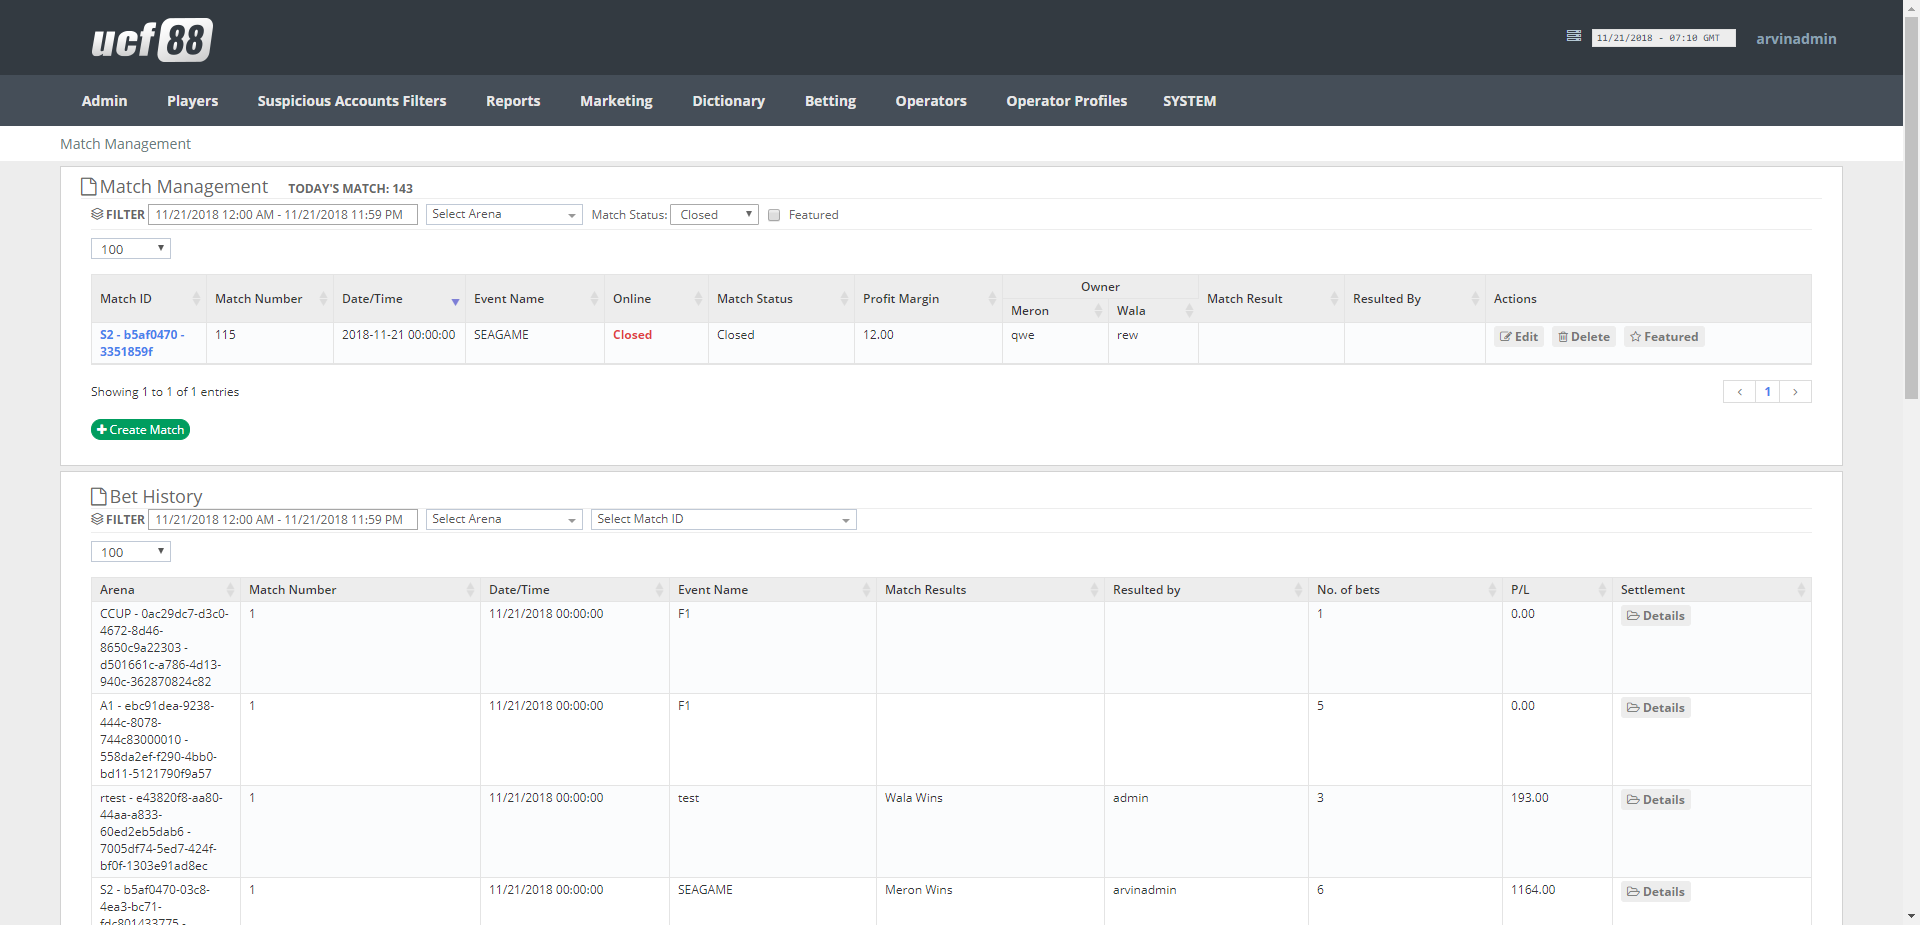 ucf 88
11/21/2018 - 07:10 GMT
arvinadmin
Admin Players Suspicious Accounts Filters Reports Marketing Dictionary Betting Operators Operator Profiles SYSTEM
Match Management
Match Management TODAY'S MATCH: 143
FILTER 11/21/2018 12:00 AM - 11/21/2018 11:59 PM Select Arena Match Status: Closed Featured
100
Owner
Match ID Match Number Date/Time Event Name Online Match Status Profit Margin Match Result Resulted By Actions
Meron Wala
S2 - b5af0470 - 115 2018-11-21 00:00:00 SEAGAME Closed Closed 12.00 qwe rew Edit Delete Featured
3351859f
Showing 1 to 1 of 1 entries
‹ 1 ›
Create Match
Bet History
FILTER 11/21/2018 12:00 AM - 11/21/2018 11:59 PM Select Arena Select Match ID
100
Arena Match Number Date/Time Event Name Match Results Resulted by No. of bets P/L Settlement
CCUP - 0ac29dc7-d3c0- 1 11/21/2018 00:00:00 F1 1 0.00 Details
4672-8d46-
8650c9a22303 -
d501661c-a786-4d13-
940c-362870824c82
A1 - ebc91dea-9238- 1 11/21/2018 00:00:00 F1 5 0.00 Details
444c-8078-
744c83000010 -
558da2ef-f290-4bb0-
bd11-5121790f9a57
rtest - e43820f8-aa80- 1 11/21/2018 00:00:00 test Wala Wins admin 3 193.00 Details
44aa-a833-
60ed2eb5dab6 -
7005df74-5ed7-424f-
bf0f-1303e91ad8ec
S2 - b5af0470-03c8- 1 11/21/2018 00:00:00 SEAGAME Meron Wins arvinadmin 6 1164.00 Details
4ea3-bc71-
fdc801433775 -